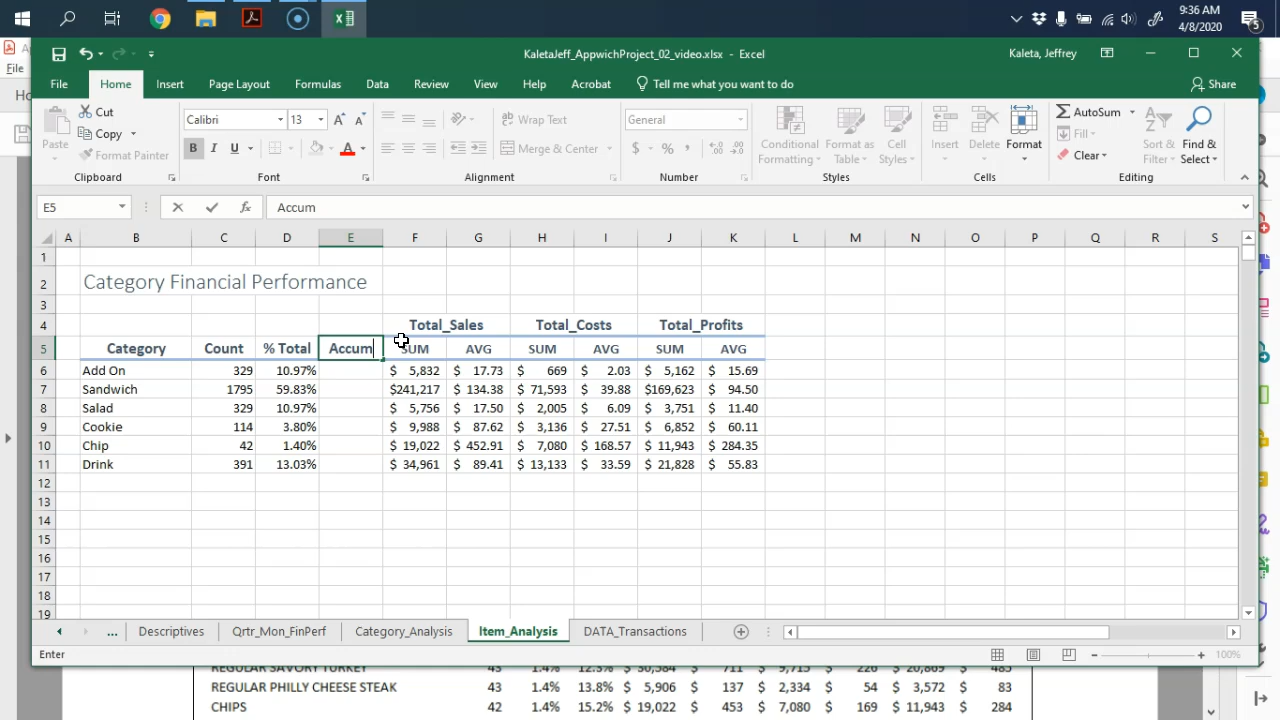 9:36 AM
4/8/2020
5
KaletaJeff_AppwichProject_02_video.xlsx - Excel
Kaleta, Jeffrey
File Home Insert Page Layout Formulas Data Review View Help Acrobat Tell me what you want to do Share
File
Paste Cut Copy Format Painter
Calibri 13
B I U
Wrap Text
Merge & Center
General
$ % ,
Conditional Formatting Format as Table Cell Styles
Insert Delete Format
AutoSum Fill Clear
Sort & Filter Find & Select
Clipboard Font Alignment Number Styles Cells Editing
E5 fx Accum
A B C D E F G H I J K L M N O P Q R S
1
2 Category Financial Performance
3
4 Total_Sales Total_Costs Total_Profits
5 Category Count % Total Accum SUM AVG SUM AVG SUM AVG
6 Add On 329 10.97% $ 5,832 $ 17.73 $ 669 $ 2.03 $ 5,162 $ 15.69
7 Sandwich 1795 59.83% $241,217 $ 134.38 $ 71,593 $ 39.88 $169,623 $ 94.50
8 Salad 329 10.97% $ 5,756 $ 17.50 $ 2,005 $ 6.09 $ 3,751 $ 11.40
9 Cookie 114 3.80% $ 9,988 $ 87.62 $ 3,136 $ 27.51 $ 6,852 $ 60.11
10 Chip 42 1.40% $ 19,022 $ 452.91 $ 7,080 $ 168.57 $ 11,943 $ 284.35
11 Drink 391 13.03% $ 34,961 $ 89.41 $ 13,133 $ 33.59 $ 21,828 $ 55.83
12
13
14
15
16
17
18
19
... Descriptives Qrtr_Mon_FinPerf Category_Analysis Item_Analysis DATA_Transactions
Enter 100%
REGULAR SAVORY TURKEY 43 1.4% 12.3% $ 30,584 $ 711 $ 9,715 $ 226 $ 20,869 $ 485
REGULAR PHILLY CHEESE STEAK 43 1.4% 13.8% $ 5,906 $ 137 $ 2,334 $ 54 $ 3,572 $ 83
CHIPS 42 1.4% 15.2% $ 19,022 $ 453 $ 7,080 $ 169 $ 11,943 $ 284